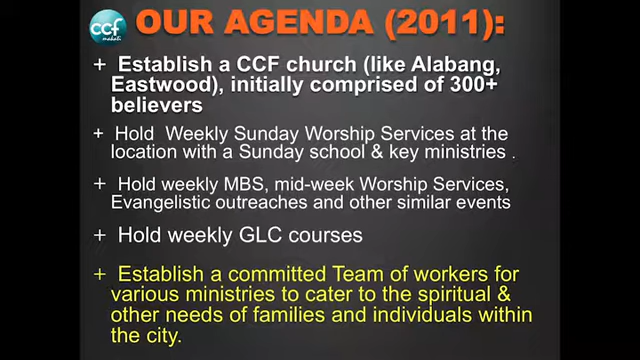 ccf
makati
OUR AGENDA (2011):
+ Establish a CCF church (like Alabang,
Eastwood), initially comprised of 300+
believers
+ Hold Weekly Sunday Worship Services at the
location with a Sunday school & key ministries .
+ Hold weekly MBS, mid-week Worship Services,
Evangelistic outreaches and other similar events
+ Hold weekly GLC courses
+ Establish a committed Team of workers for
various ministries to cater to the spiritual &
other needs of families and individuals within
the city.